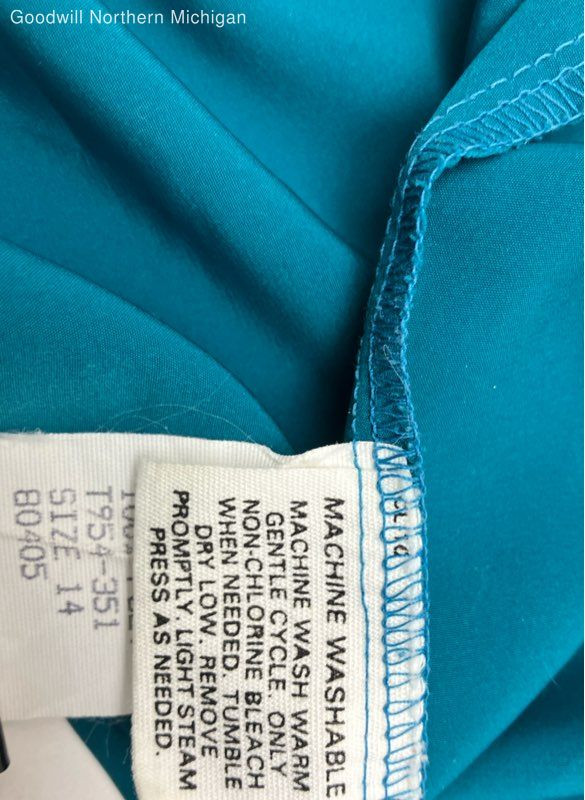 Goodwill Northern Michigan
MACHINE WASHABLE
MACHINE WASH WARM
GENTLE CYCLE. ONLY
NON-CHLORINE BLEACH
WHEN NEEDED. TUMBLE
DRY LOW. REMOVE
PROMPTLY. LIGHT STEAM
PRESS AS NEEDED.
T954-351
SIZE 14
80405